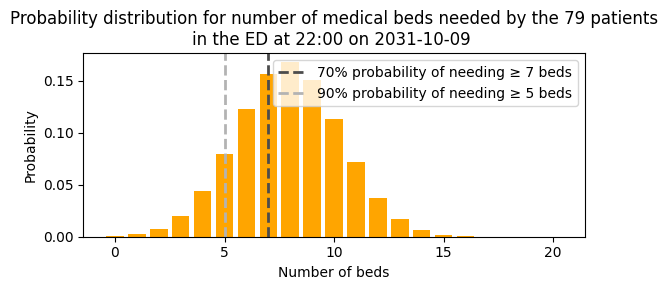 Probability distribution for number of medical beds needed by the 79 patients
in the ED at 22:00 on 2031-10-09
70% probability of needing ≥ 7 beds
90% probability of needing ≥ 5 beds
Probability
0.15
0.10
0.05
0.00
0 5 10 15 20
Number of beds